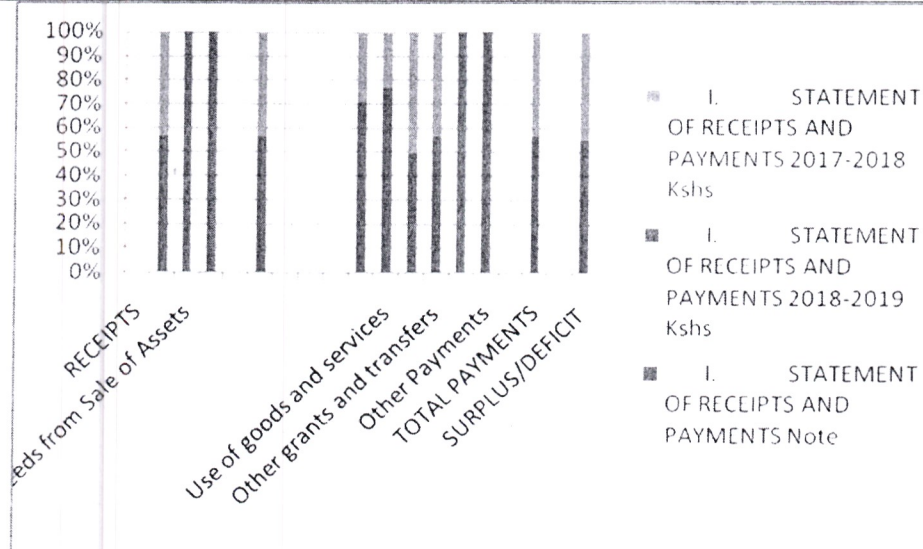 100%
90%
80%
70%
60%
50%
40%
30%
20%
10%
0%
RECEIPTS
eeds from Sale of Assets
Use of goods and services
Other grants and transfers
Other Payments
TOTAL PAYMENTS
SURPLUS/DEFICIT
I. STATEMENT
OF RECEIPTS AND
PAYMENTS 2017-2018
Kshs
I. STATEMENT
OF RECEIPTS AND
PAYMENTS 2018-2019
Kshs
I. STATEMENT
OF RECEIPTS AND
PAYMENTS Note